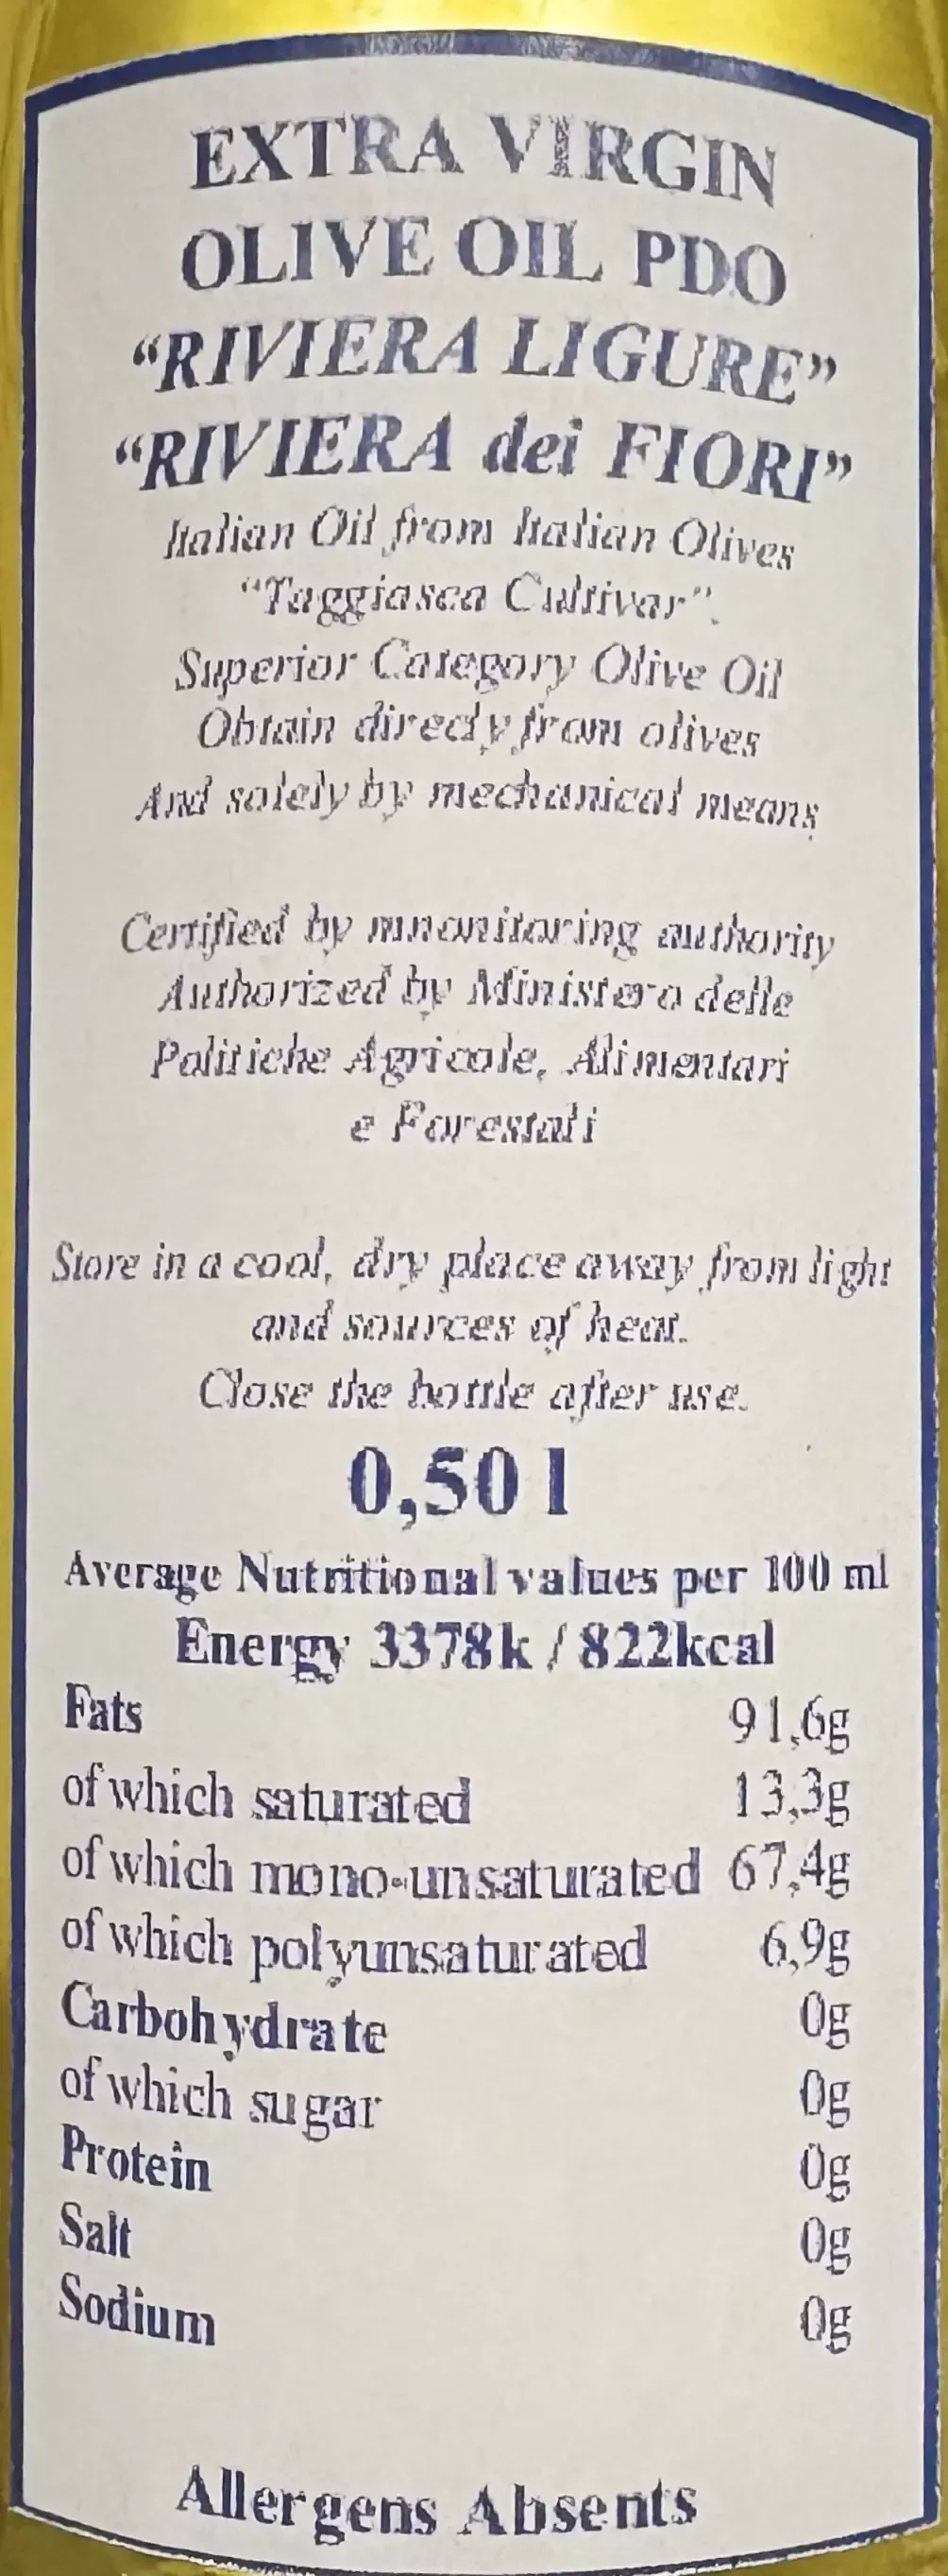 EXTRA VIRGIN
OLIVE OIL PDO
“RIVIERA LIGURE”
“RIVIERA dei FIORI”
Italian Oil from Italian Olives
“Taggiasca Cultivar”.
Superior Category Olive Oil
Obtain direcly from olives
And solely by mechanical means
Certified by mnonitoring authority
Authorized by Ministero delle
Politiche Agricole, Alimentari
e Forestali
Store in a cool, dry place away from light
and sources of heat.
Close the bottle after use.
0,50 l
Average Nutritional values per 100 ml
Energy 3378k / 822kcal
Fats 91,6g
of which saturated 13,3g
of which mono-unsaturated 67,4g
of which polyunsaturated 6,9g
Carbohydrate 0g
of which sugar 0g
Protein 0g
Salt 0g
Sodium 0g
Allergens Absents